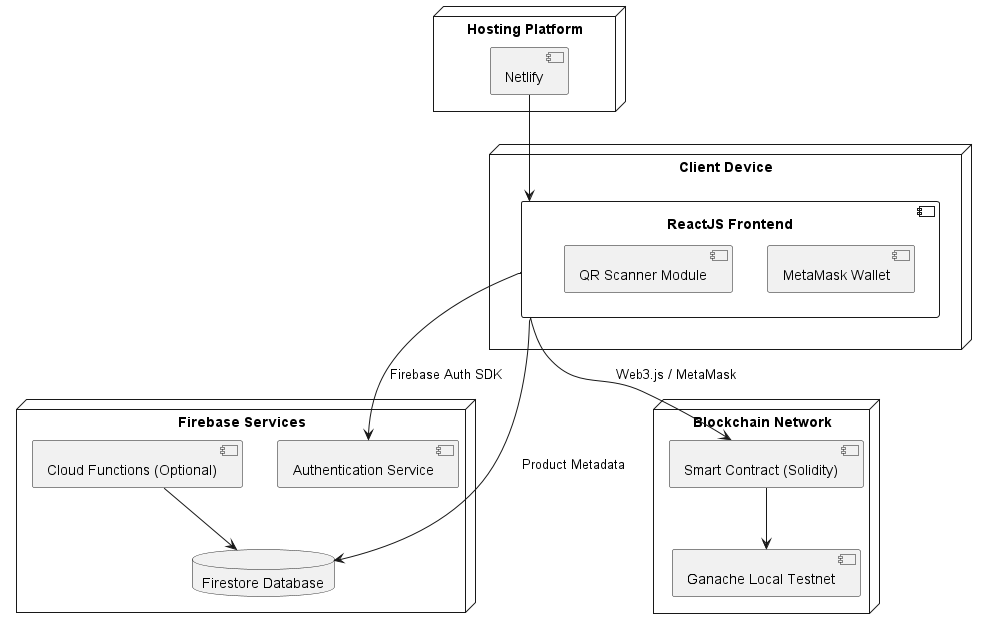 Hosting Platform
Netlify
Client Device
ReactJS Frontend
QR Scanner Module
MetaMask Wallet
Firebase Auth SDK
Web3.js / MetaMask
Product Metadata
Firebase Services
Cloud Functions (Optional)
Authentication Service
Firestore Database
Blockchain Network
Smart Contract (Solidity)
Ganache Local Testnet